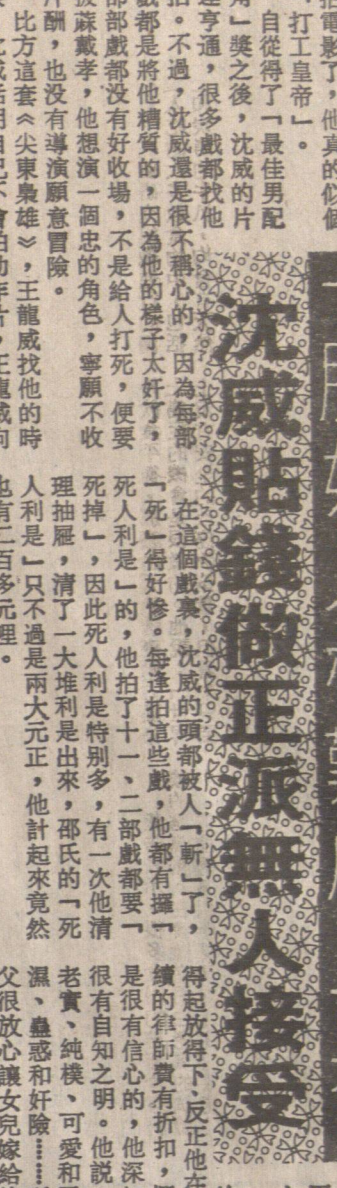 沈威貼錢做正派無人接受
電影了,他真的似個
打工皇帝」。
自從得了「最佳男配
角」獎之後,沈威的片
運亨通,很多戲都找他
拍。不過,沈威還是很不稱心的,因為每部
戲都是將他糟質的,因為他的樣子太奸了,
部部戲都没有好收場,不是給人打死,便要
披蔴戴孝,他想演一個忠的角色,寧願不收
片酬,也没有導演願意冒險。
比方這套《尖東梟雄》,王龍威找他的時
在這個戲裏,沈威的頭都被人「斬」了,
「死」得好慘。每逢拍這些戲,他都有攞「
死人利是」的,他拍了十一、二部戲都要「
死掉」,因此死人利是特别多,有一次他清
理抽屜,清了一大堆利是出來,邵氏的「死
人利是」只不過是兩大元正,他計起來竟然
也有二百多元哩。
得起放得下、反正他在
續的律師費有折扣,
是很有信心的,他深
很有自知之明。他説
老實、純樸、可愛和
濕、蠱惑和奸險……
父很放心讓女兒嫁給